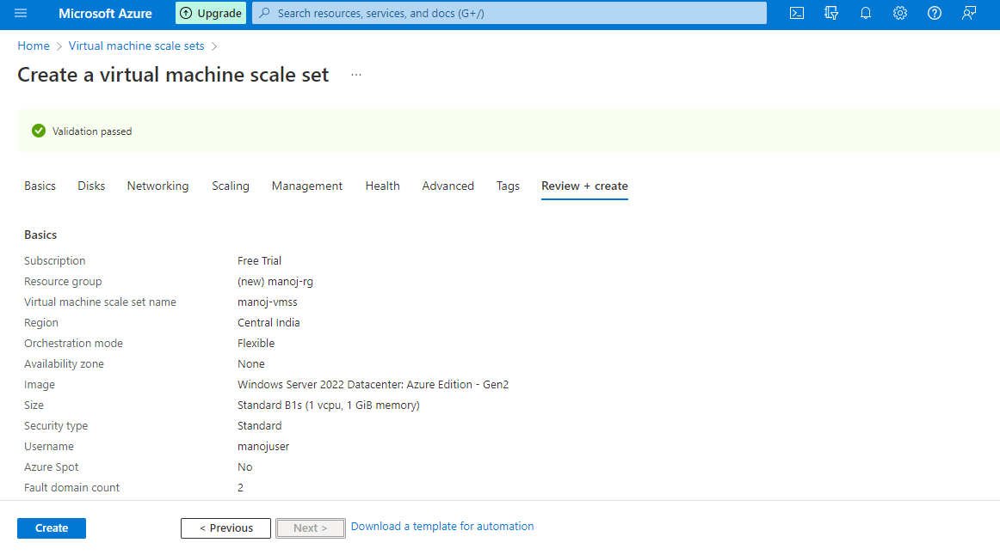 Microsoft Azure Upgrade Search resources, services, and docs (G+/)
Home > Virtual machine scale sets >
Create a virtual machine scale set ...
Validation passed
Basics Disks Networking Scaling Management Health Advanced Tags Review + create
Basics
Subscription Free Trial
Resource group (new) manoj-rg
Virtual machine scale set name manoj-vmss
Region Central India
Orchestration mode Flexible
Availability zone None
Image Windows Server 2022 Datacenter: Azure Edition - Gen2
Size Standard B1s (1 vcpu, 1 GiB memory)
Security type Standard
Username manojuser
Azure Spot No
Fault domain count 2
Create < Previous Next > Download a template for automation